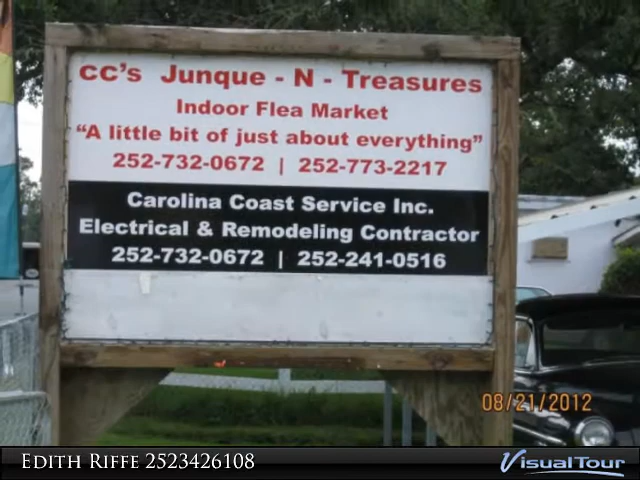 CC's Junque - N - Treasures
Indoor Flea Market
"A little bit of just about everything"
252-732-0672 | 252-773-2217
Carolina Coast Service Inc.
Electrical & Remodeling Contractor
252-732-0672 | 252-241-0516
08/21/2012
Edith Riffe 2523426108
VisualTour